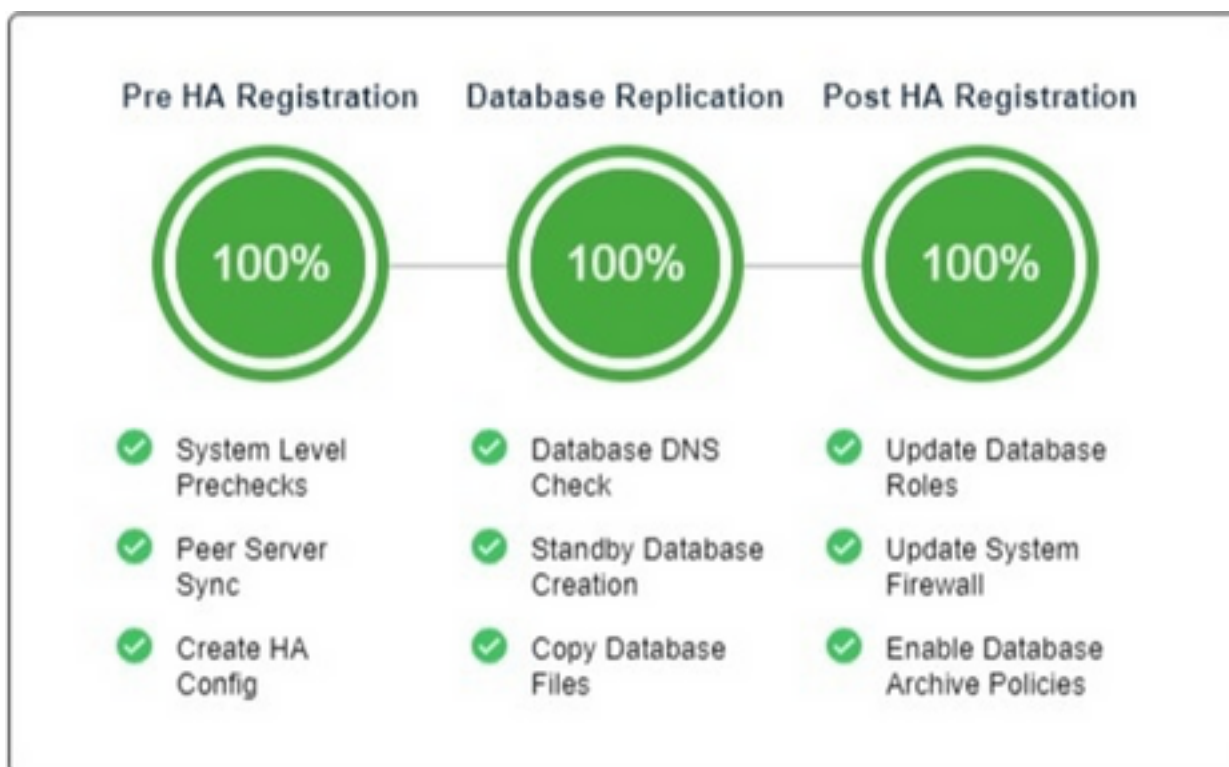 Pre HA Registration
100%
System Level
Prechecks
Peer Server
Sync
Create HA
Config
Database Replication
100%
Database DNS
Check
Standby Database
Creation
Copy Database
Files
Post HA Registration
100%
Update Database
Roles
Update System
Firewall
Enable Database
Archive Policies